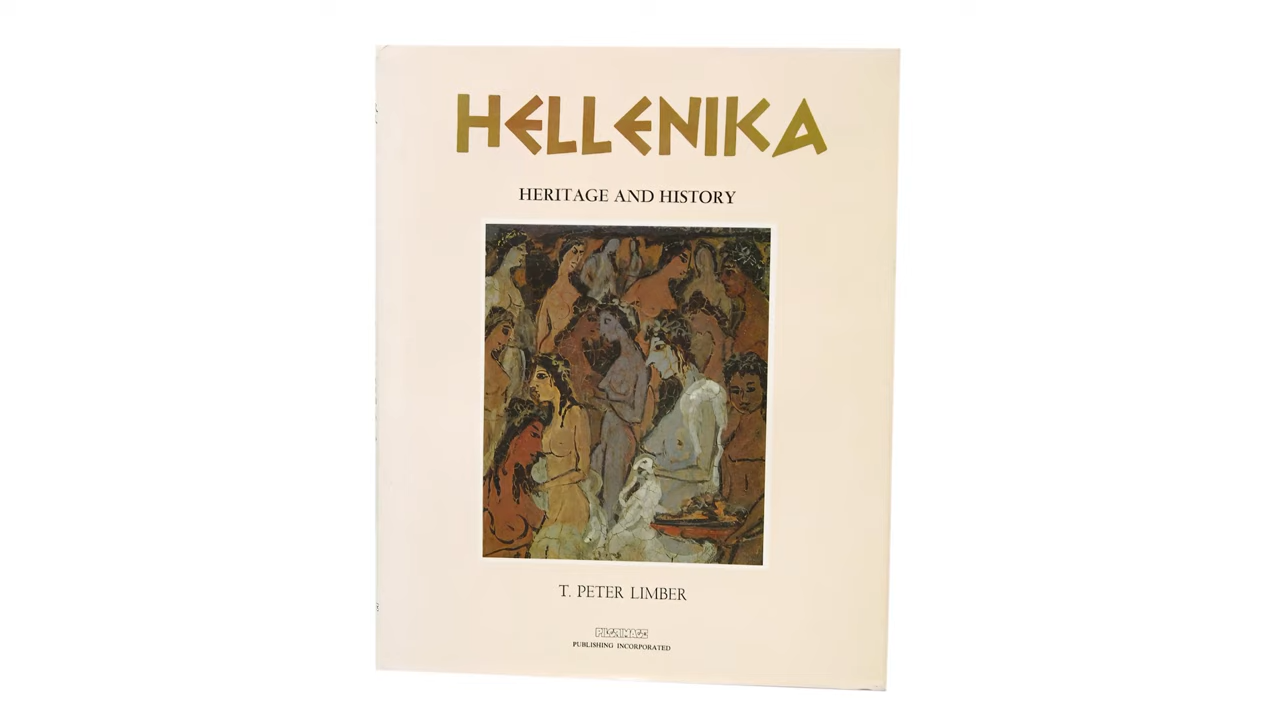 HELLENIKA
HERITAGE AND HISTORY
T. PETER LIMBER
PILGRIMAGE
PUBLISHING INCORPORATED